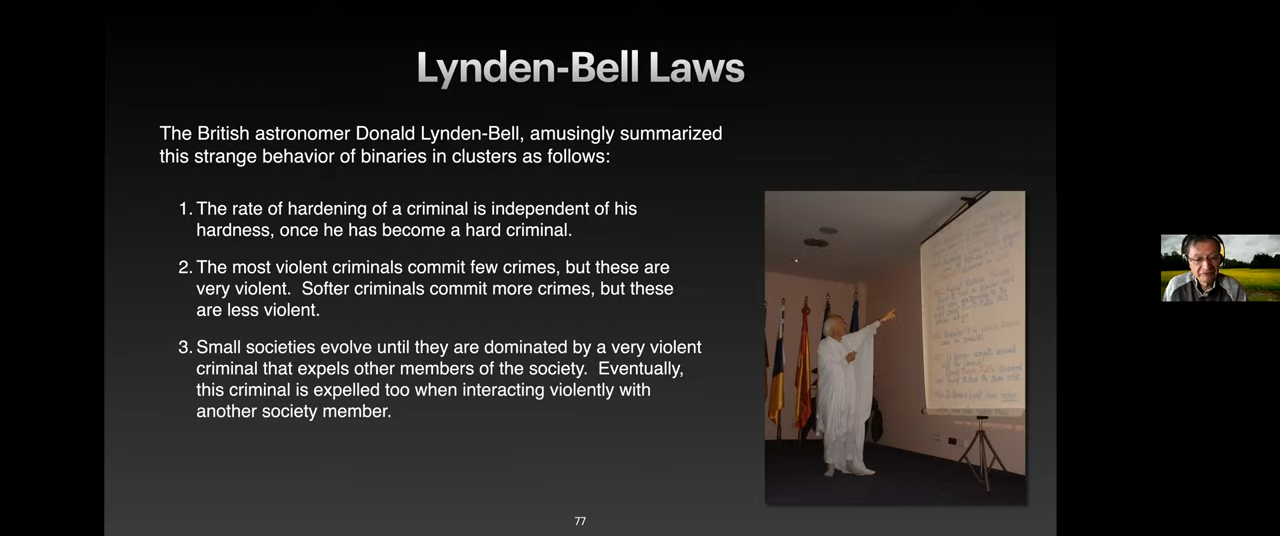 Lynden-Bell Laws
The British astronomer Donald Lynden-Bell, amusingly summarized
this strange behavior of binaries in clusters as follows:
1. The rate of hardening of a criminal is independent of his
hardness, once he has become a hard criminal.
2. The most violent criminals commit few crimes, but these are
very violent. Softer criminals commit more crimes, but these
are less violent.
3. Small societies evolve until they are dominated by a very violent
criminal that expels other members of the society. Eventually,
this criminal is expelled too when interacting violently with
another society member.
77